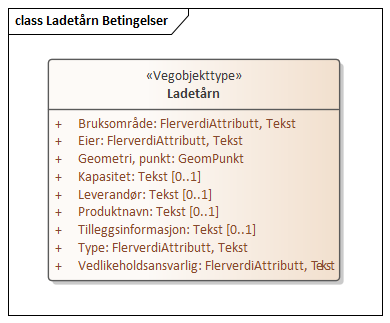 class Ladetårn Betingelser
«Vegobjekttype»
Ladetårn
+ Bruksområde: FlerverdiAttributt, Tekst
+ Eier: FlerverdiAttributt, Tekst
+ Geometri, punkt: GeomPunkt
+ Kapasitet: Tekst [0..1]
+ Leverandør: Tekst [0..1]
+ Produktnavn: Tekst [0..1]
+ Tilleggsinformasjon: Tekst [0..1]
+ Type: FlerverdiAttributt, Tekst
+ Vedlikeholdsansvarlig: FlerverdiAttributt, Tekst